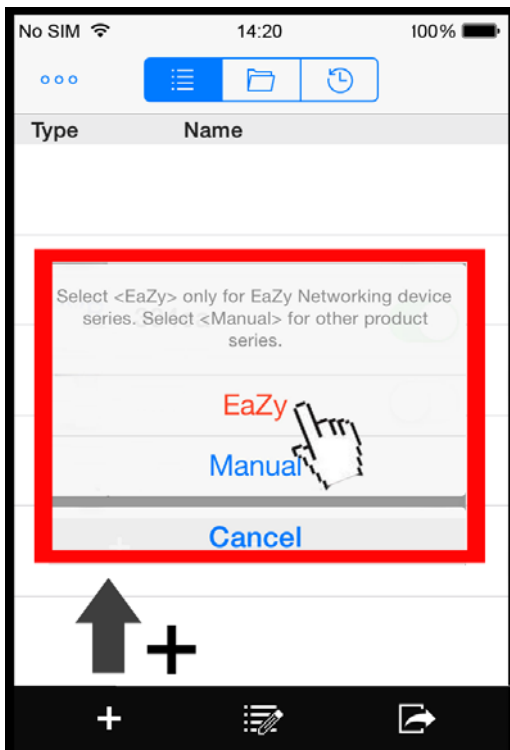 No SIM 14:20 100%
Type Name
Select <EaZy> only for EaZy Networking device
series. Select <Manual> for other product
series.
EaZy
Manual
Cancel
+
+